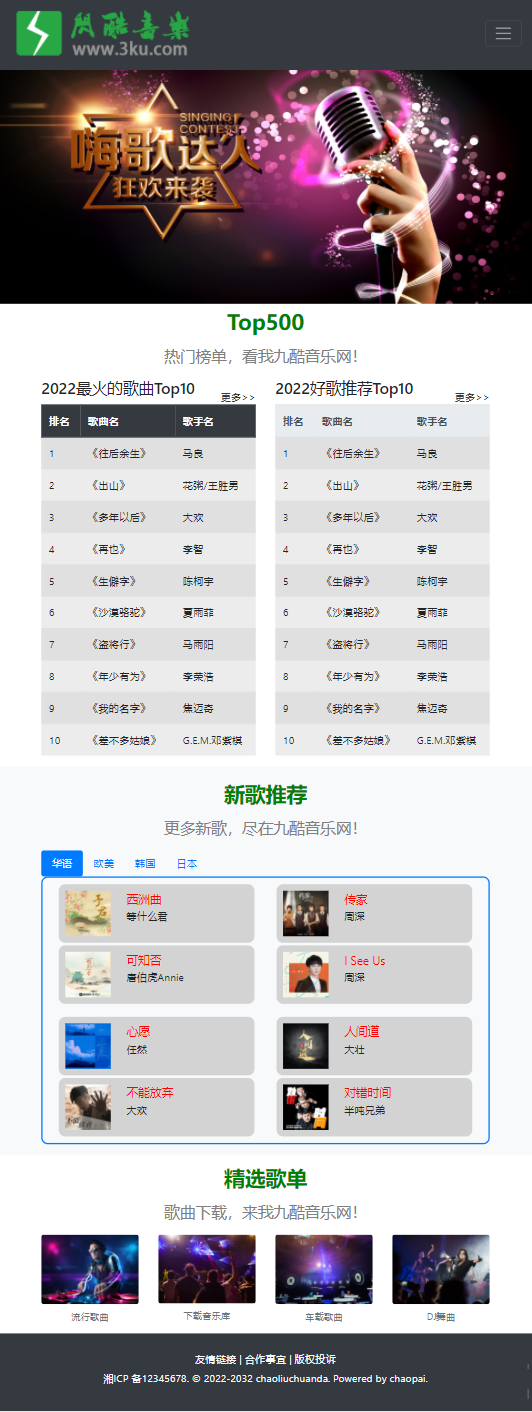 閃酷音樂
www.3ku.com
SINGING
CONTEST
嗨歌达人
狂欢来袭
Top500
热门榜单，看我九酷音乐网！
2022最火的歌曲Top10 更多>>
排名 歌曲名 歌手名
1 《往后余生》 马良
2 《出山》 花粥/王胜男
3 《多年以后》 大欢
4 《再也》 李智
5 《生僻字》 陈柯宇
6 《沙漠骆驼》 夏雨菲
7 《盗将行》 马雨阳
8 《年少有为》 李荣浩
9 《我的名字》 焦迈奇
10 《差不多姑娘》 G.E.M.邓紫棋
2022好歌推荐Top10 更多>>
排名 歌曲名 歌手名
1 《往后余生》 马良
2 《出山》 花粥/王胜男
3 《多年以后》 大欢
4 《再也》 李智
5 《生僻字》 陈柯宇
6 《沙漠骆驼》 夏雨菲
7 《盗将行》 马雨阳
8 《年少有为》 李荣浩
9 《我的名字》 焦迈奇
10 《差不多姑娘》 G.E.M.邓紫棋
新歌推荐
更多新歌，尽在九酷音乐网！
华语 欧美 韩国 日本
西洲曲
等什么君
传家
周深
可知否
唐伯虎Annie
I See Us
周深
心愿
任然
人间道
大壮
不能放弃
大欢
对错时间
半吨兄弟
精选歌单
歌曲下载，来我九酷音乐网！
流行歌曲 下载音乐库 车载歌曲 DJ舞曲
友情链接 | 合作事宜 | 版权投诉
湘ICP 备12345678. © 2022-2032 chaoliuchuanda. Powered by chaopai.